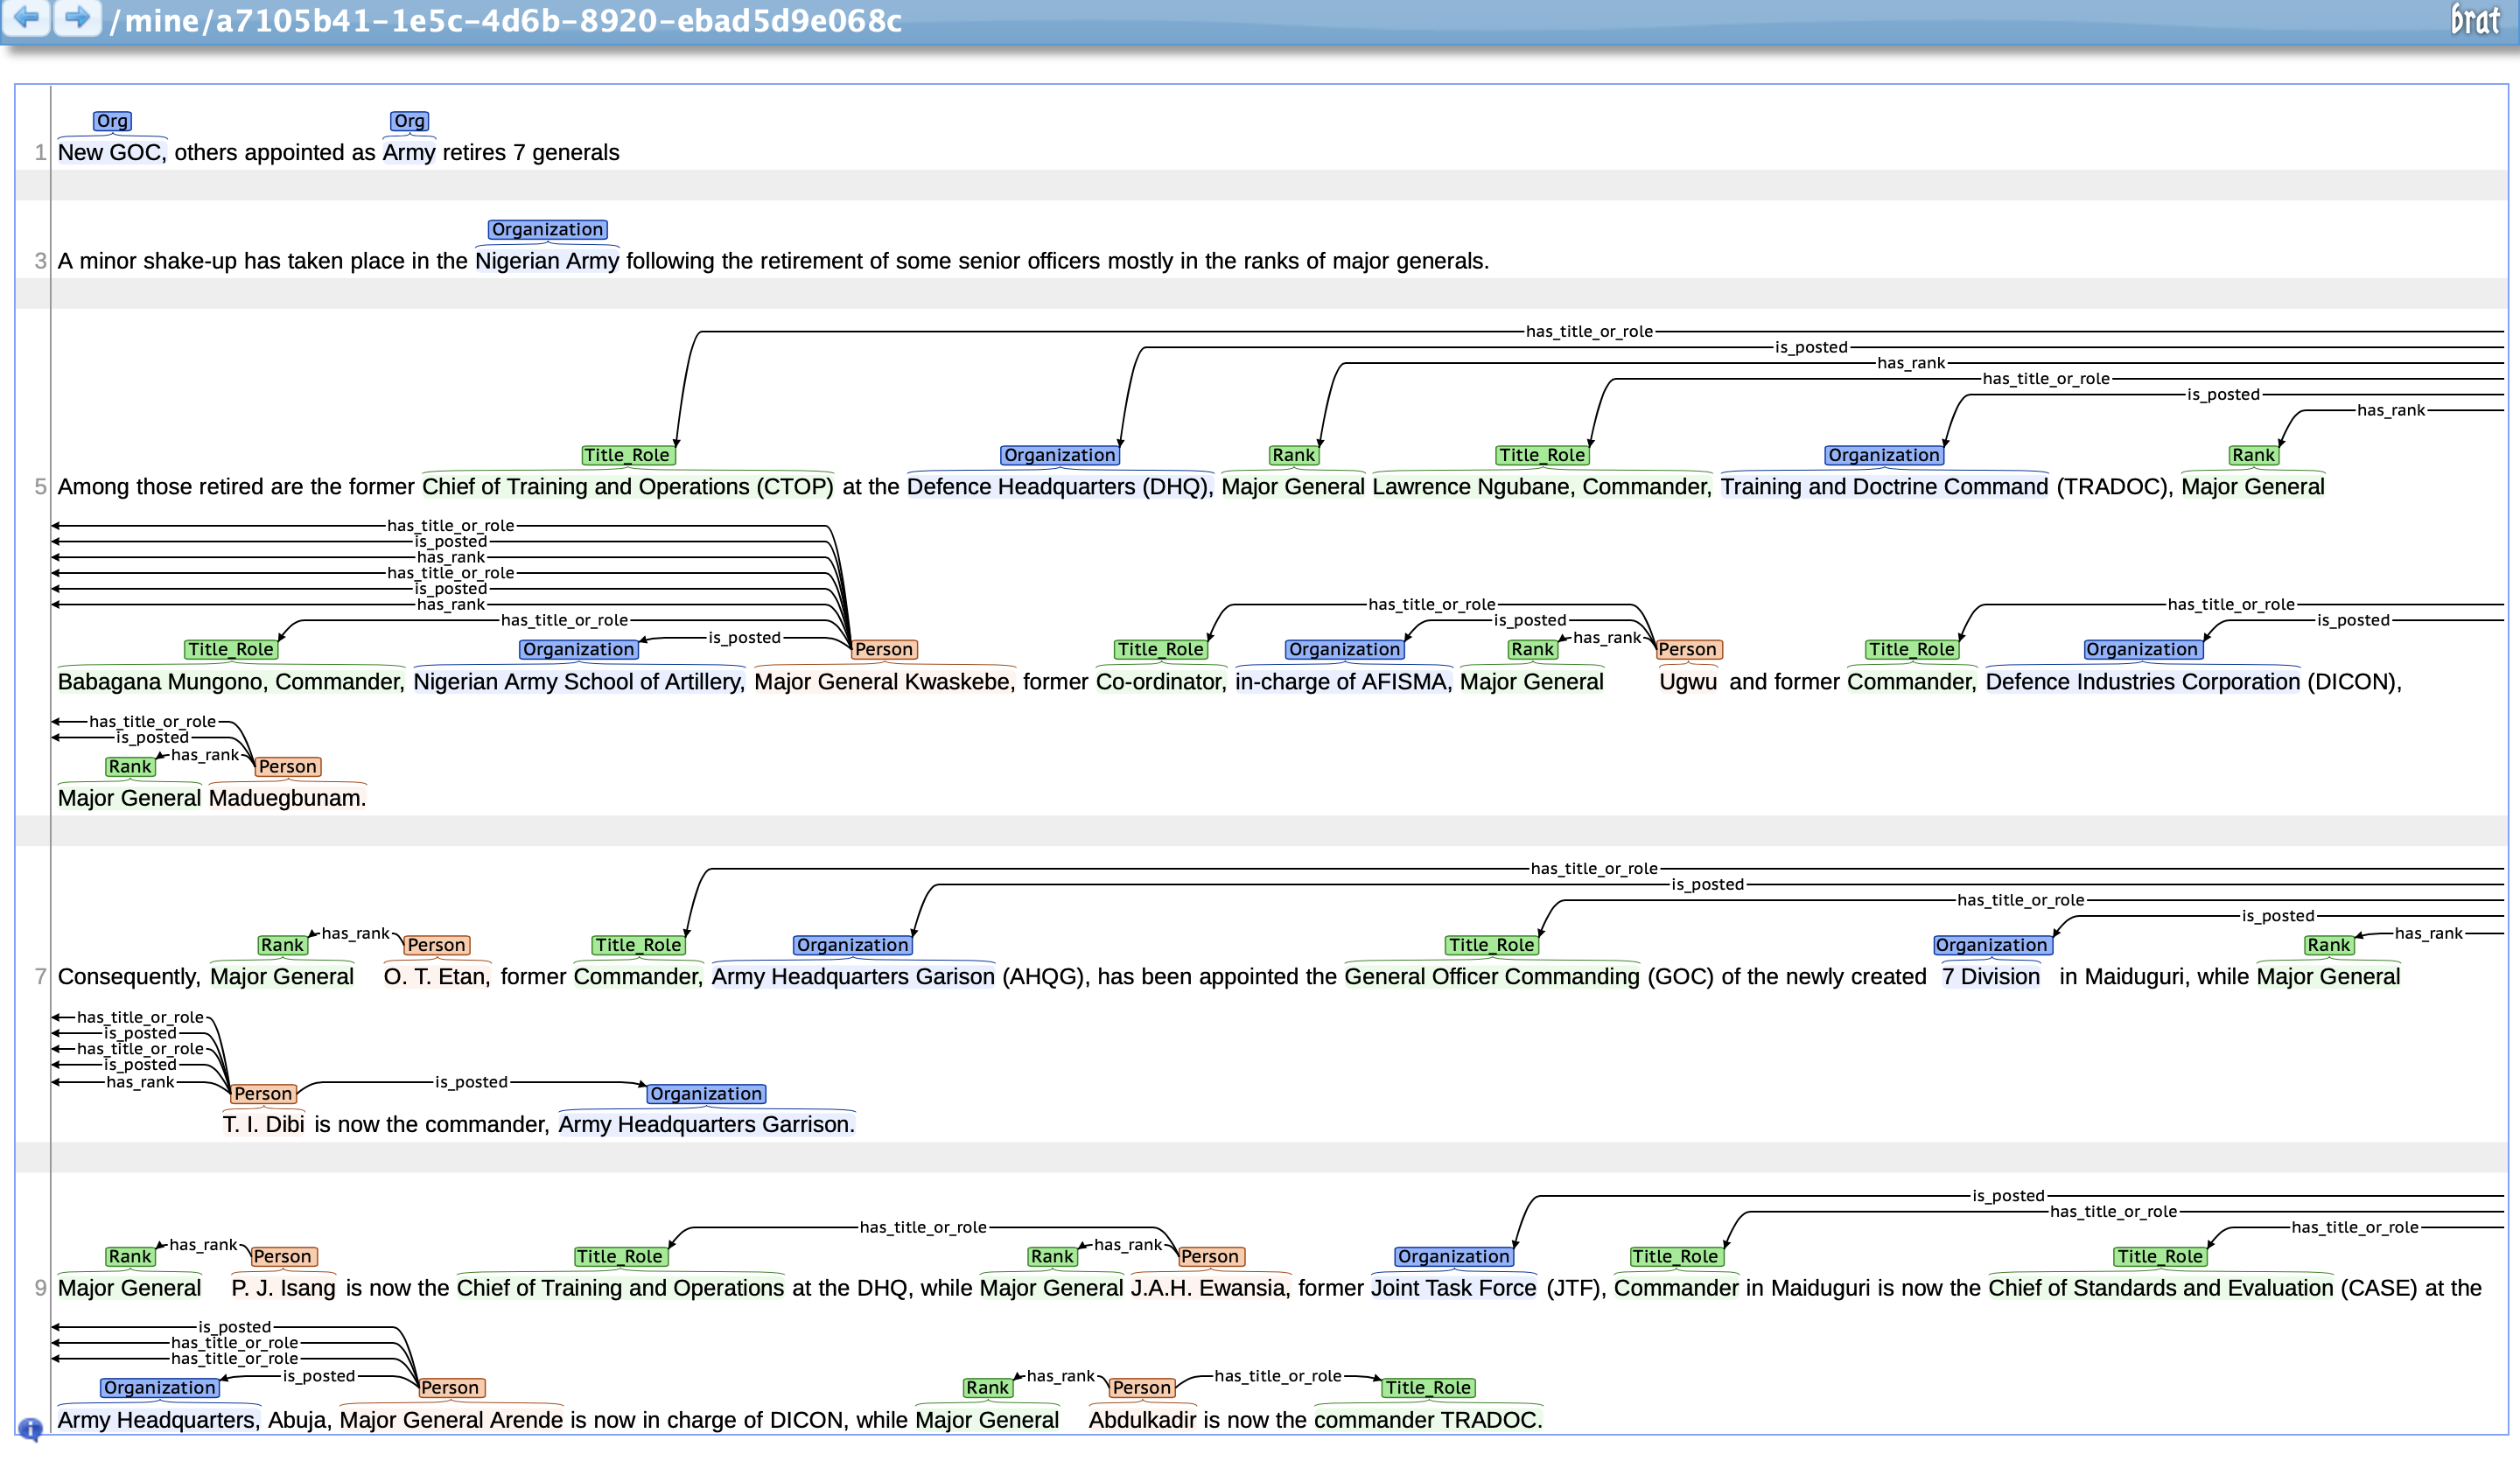 /mine/a7105b41-1e5c-4d6b-8920-ebad5d9e068c brat
Org Org
1 New GOC, others appointed as Army retires 7 generals
Organization
3 A minor shake-up has taken place in the Nigerian Army following the retirement of some senior officers mostly in the ranks of major generals.
has_title_or_role
is_posted
has_rank
has_title_or_role
is_posted
has_rank
Title_Role Organization Rank Title_Role Organization Rank
5 Among those retired are the former Chief of Training and Operations (CTOP) at the Defence Headquarters (DHQ), Major General Lawrence Ngubane, Commander, Training and Doctrine Command (TRADOC), Major General
has_title_or_role
is_posted
has_rank
has_title_or_role
is_posted
has_rank has_title_or_role has_title_or_role
has_title_or_role is_posted is_posted
is_posted has_rank
Title_Role Organization Person Title_Role Organization Rank Person Title_Role Organization
Babagana Mungono, Commander, Nigerian Army School of Artillery, Major General Kwaskebe, former Co-ordinator, in-charge of AFISMA, Major General Ugwu and former Commander, Defence Industries Corporation (DICON),
has_title_or_role
is_posted
has_rank
Rank Person
Major General Maduegbunam.
has_title_or_role
is_posted
has_title_or_role
is_posted
has_rank has_rank
Rank Person Title_Role Organization Title_Role Organization Rank
7 Consequently, Major General O. T. Etan, former Commander, Army Headquarters Garison (AHQG), has been appointed the General Officer Commanding (GOC) of the newly created 7 Division in Maiduguri, while Major General
has_title_or_role
is_posted
has_title_or_role
is_posted
has_rank is_posted
Person Organization
T. I. Dibi is now the commander, Army Headquarters Garrison.
is_posted
has_title_or_role
has_title_or_role has_title_or_role
has_rank has_rank
Rank Person Title_Role Rank Person Organization Title_Role Title_Role
9 Major General P. J. Isang is now the Chief of Training and Operations at the DHQ, while Major General J.A.H. Ewansia, former Joint Task Force (JTF), Commander in Maiduguri is now the Chief of Standards and Evaluation (CASE) at the
is_posted
has_title_or_role
has_title_or_role
is_posted has_rank has_title_or_role
Organization Person Rank Person Title_Role
Army Headquarters, Abuja, Major General Arende is now in charge of DICON, while Major General Abdulkadir is now the commander TRADOC.